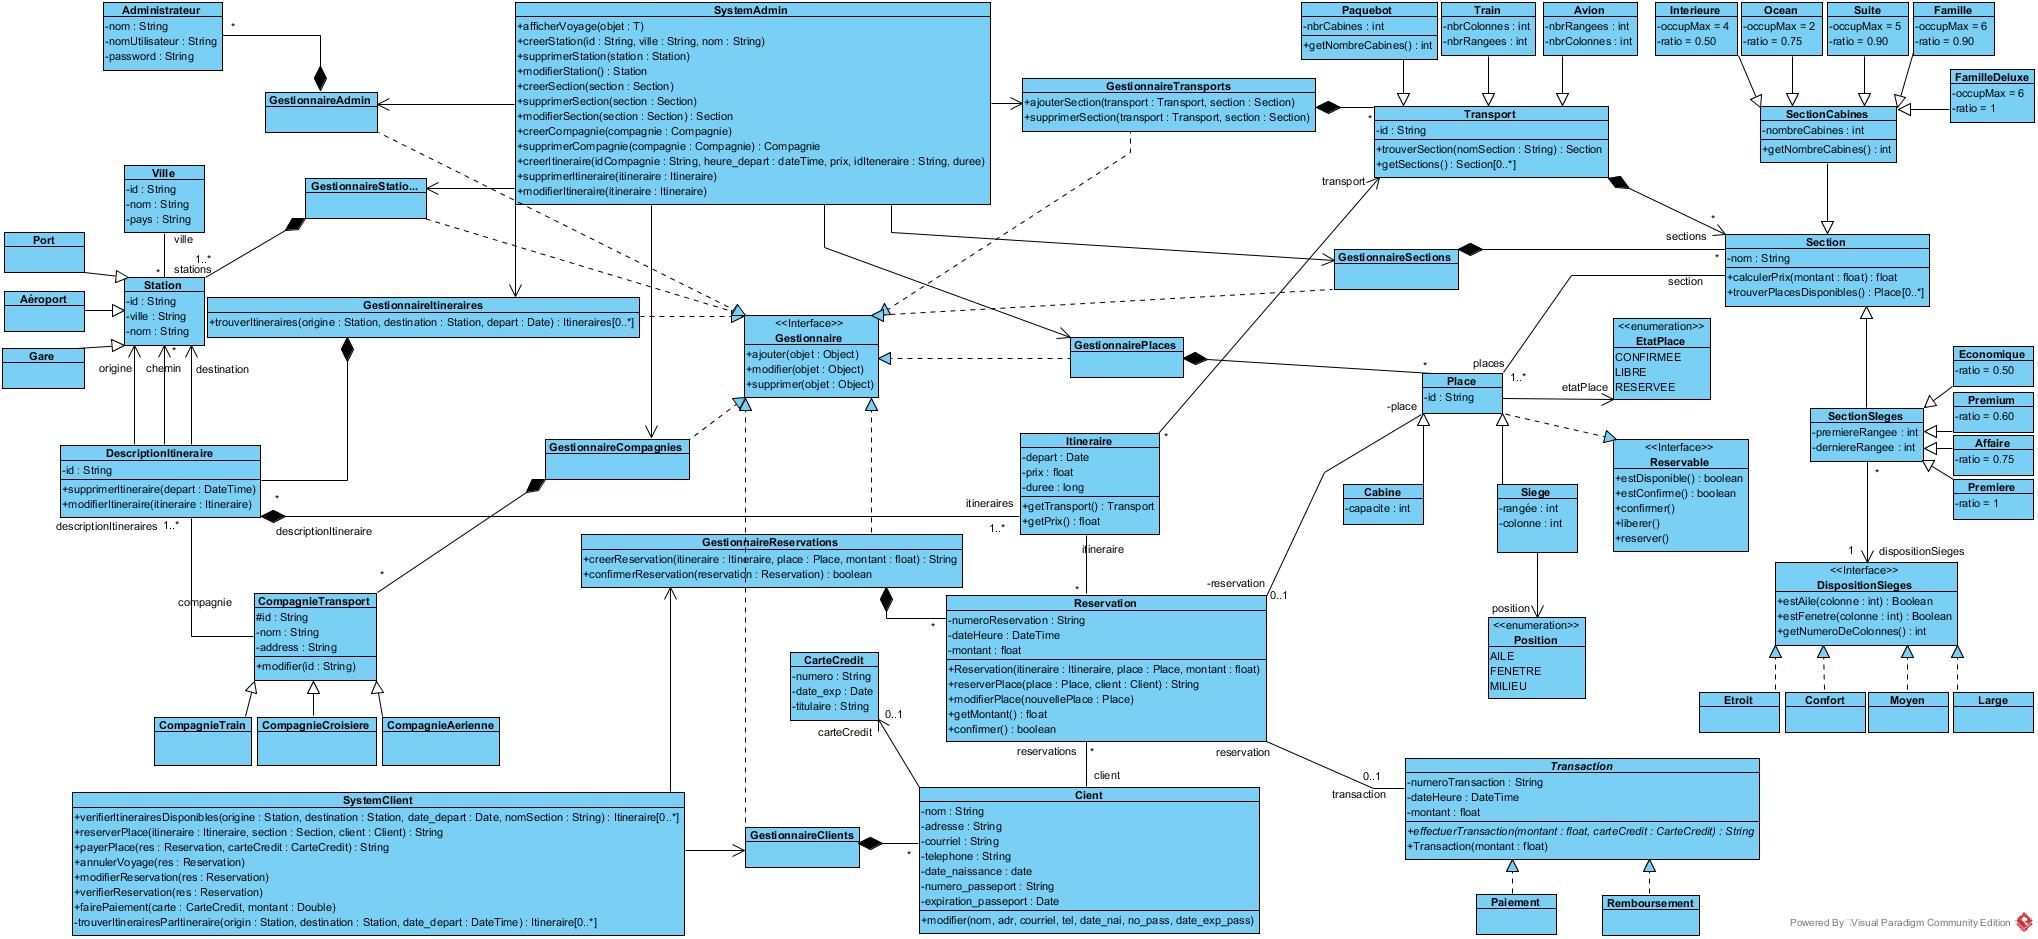 Administrateur
-nom : String
-nomUtilisateur : String
-password : String
*
GestionnaireAdmin
SystemAdmin
+afficherVoyage(objet : T)
+creerStation(id : String, ville : String, nom : String)
+supprimerStation(station : Station)
+modifierStation() : Station
+creerSection(section : Section)
+supprimerSection(section : Section)
+modifierSection(section : Section) : Section
+creerCompagnie(compagnie : Compagnie)
+supprimerCompagnie(compagnie : Compagnie) : Compagnie
+creerItineraire(idCompagnie : String, heure_depart : dateTime, prix, idIteneraire : String, duree)
+supprimerItineraire(itineraire : Itineraire)
+modifierItineraire(itineraire : Itineraire)
GestionnaireTransports
+ajouterSection(transport : Transport, section : Section)
+supprimerSection(transport : Transport, section : Section)
*
Paquebot
-nbrCabines : int
+getNombreCabines() : int
Train
-nbrColonnes : int
-nbrRangees : int
Avion
-nbrRangees : int
-nbrColonnes : int
Interieure
-occupMax = 4
-ratio = 0.50
Ocean
-occupMax = 2
-ratio = 0.75
Suite
-occupMax = 5
-ratio = 0.90
Famille
-occupMax = 6
-ratio = 0.90
FamilleDeluxe
-occupMax = 6
-ratio = 1
Transport
-id : String
+trouverSection(nomSection : String) : Section
+getSections() : Section[0..*]
transport
SectionCabines
-nombreCabines : int
+getNombreCabines() : int
Ville
-id : String
-nom : String
-pays : String
ville
GestionnaireStatio...
1..*
stations
*
Port
Aéroport
Gare
Station
-id : String
-ville : String
-nom : String
origine
chemin
*
destination
GestionnaireItineraires
+trouverItineraires(origine : Station, destination : Station, depart : Date) : Itineraires[0..*]
<<Interface>>
Gestionnaire
+ajouter(objet : Object)
+modifier(objet : Object)
+supprimer(objet : Object)
GestionnaireSections
*
sections
*
Section
-nom : String
+calculerPrix(montant : float) : float
+trouverPlacesDisponibles() : Place[0..*]
section
GestionnairePlaces
*
places
1..*
Place
-id : String
-place
etatPlace
<<enumeration>>
EtatPlace
CONFIRMEE
LIBRE
RESERVEE
Economique
-ratio = 0.50
Premium
-ratio = 0.60
Affaire
-ratio = 0.75
Premiere
-ratio = 1
SectionSieges
-premiereRangee : int
-derniereRangee : int
*
1
dispositionSieges
<<Interface>>
Reservable
+estDisponible() : boolean
+estConfirme() : boolean
+confirmer()
+liberer()
+reserver()
Cabine
-capacite : int
Siege
-rangée : int
-colonne : int
position
<<enumeration>>
Position
AILE
FENETRE
MILIEU
<<Interface>>
DispositionSieges
+estAile(colonne : int) : Boolean
+estFenetre(colonne : int) : Boolean
+getNumeroDeColonnes() : int
Etroit
Confort
Moyen
Large
DescriptionItineraire
-id : String
+supprimerItineraire(depart : DateTime)
+modifierItineraire(itineraire : Itineraire)
*
descriptionItineraires
1..*
descriptionItineraire
GestionnaireCompagnies
*
Itineraire
-depart : Date
-prix : float
-duree : long
+getTransport() : Transport
+getPrix() : float
*
itineraires
1..*
itineraire
*
GestionnaireReservations
+creerReservation(itineraire : Itineraire, place : Place, montant : float) : String
+confirmerReservation(reservation : Reservation) : boolean
*
compagnie
CompagnieTransport
#id : String
-nom : String
-address : String
+modifier(id : String)
CompagnieTrain
CompagnieCroisiere
CompagnieAerienne
-reservation
0..1
Reservation
-numeroReservation : String
-dateHeure : DateTime
-montant : float
+Reservation(itineraire : Itineraire, place : Place, montant : float)
+reserverPlace(place : Place, client : Client) : String
+modifierPlace(nouvellePlace : Place)
+getMontant() : float
+confirmer() : boolean
reservations
*
client
reservation
CarteCredit
-numero : String
-date_exp : Date
-titulaire : String
0..1
carteCredit
0..1
transaction
Transaction
-numeroTransaction : String
-dateHeure : DateTime
-montant : float
+effectuerTransaction(montant : float, carteCredit : CarteCredit) : String
+Transaction(montant : float)
Paiement
Remboursement
SystemClient
+verifierItinerairesDisponibles(origine : Station, destination : Station, date_depart : Date, nomSection : String) : Itineraire[0..*]
+reserverPlace(itineraire : Itineraire, section : Section, client : Client) : String
+payerPlace(res : Reservation, carteCredit : CarteCredit) : String
+annulerVoyage(res : Reservation)
+modifierReservation(res : Reservation)
+verifierReservation(res : Reservation)
+fairePaiement(carte : CarteCredit, montant : Double)
-trouverItinerairesParItineraire(origin : Station, destination : Station, date_depart : DateTime) : Itineraire[0..*]
GestionnaireClients
*
Cient
-nom : String
-adresse : String
-courriel : String
-telephone : String
-date_naissance : date
-numero_passeport : String
-expiration_passeport : Date
+modifier(nom, adr, courriel, tel, date_nai, no_pass, date_exp_pass)
Powered By Visual Paradigm Community Edition